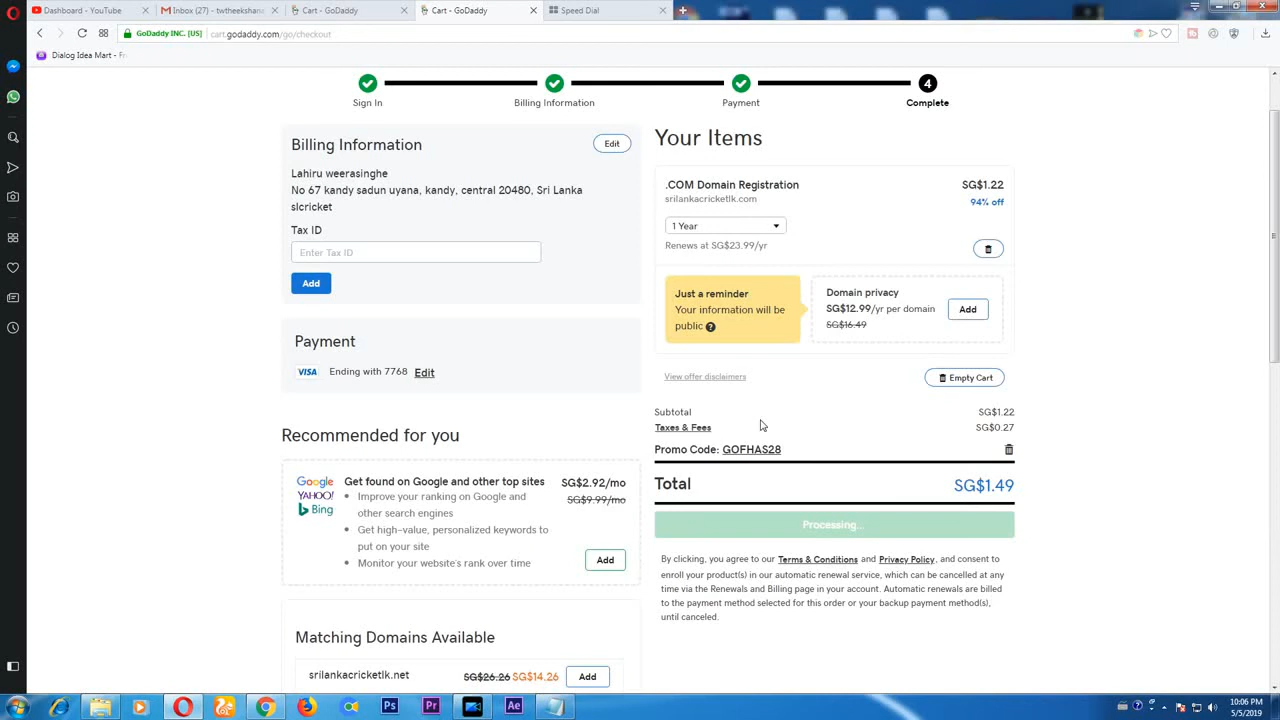 Dashboard - YouTube
Inbox (27) - twtheekshana
Cart - GoDaddy
Cart - GoDaddy
Speed Dial
GoDaddy INC. [US]
cart.godaddy.com/go/checkout
Dialog Idea Mart - Fr
4
Sign In
Billing Information
Payment
Complete
Billing Information
Edit
Lahiru weerasinghe
No 67 kandy sadun uyana, kandy, central 20480, Sri Lanka
slcricket
Tax ID
Enter Tax ID
Add
Payment
VISA Ending with 7768 Edit
Recommended for you
Google
YAHOO!
Bing
Get found on Google and other top sites
Improve your ranking on Google and
other search engines
Get high-value, personalized keywords to
put on your site
Monitor your website's rank over time
SG$2.92/mo
SG$9.99/mo
Add
Matching Domains Available
srilankacricketlk.net
SG$26.26 SG$14.26
Add
Your Items
.COM Domain Registration
SG$1.22
srilankacricketlk.com
94% off
1 Year
Renews at SG$23.99/yr
Just a reminder
Your information will be
public ?
Domain privacy
SG$12.99/yr per domain
SG$16.49
Add
View offer disclaimers
Empty Cart
Subtotal
SG$1.22
Taxes & Fees
SG$0.27
Promo Code: GOFHAS28
Total
SG$1.49
Processing...
By clicking, you agree to our Terms & Conditions and Privacy Policy, and consent to
enroll your product(s) in our automatic renewal service, which can be cancelled at any
time via the Renewals and Billing page in your account. Automatic renewals are billed
to the payment method selected for this order or your backup payment method(s),
until canceled.
Ps
Pr
Ae
10:06 PM
5/5/2019